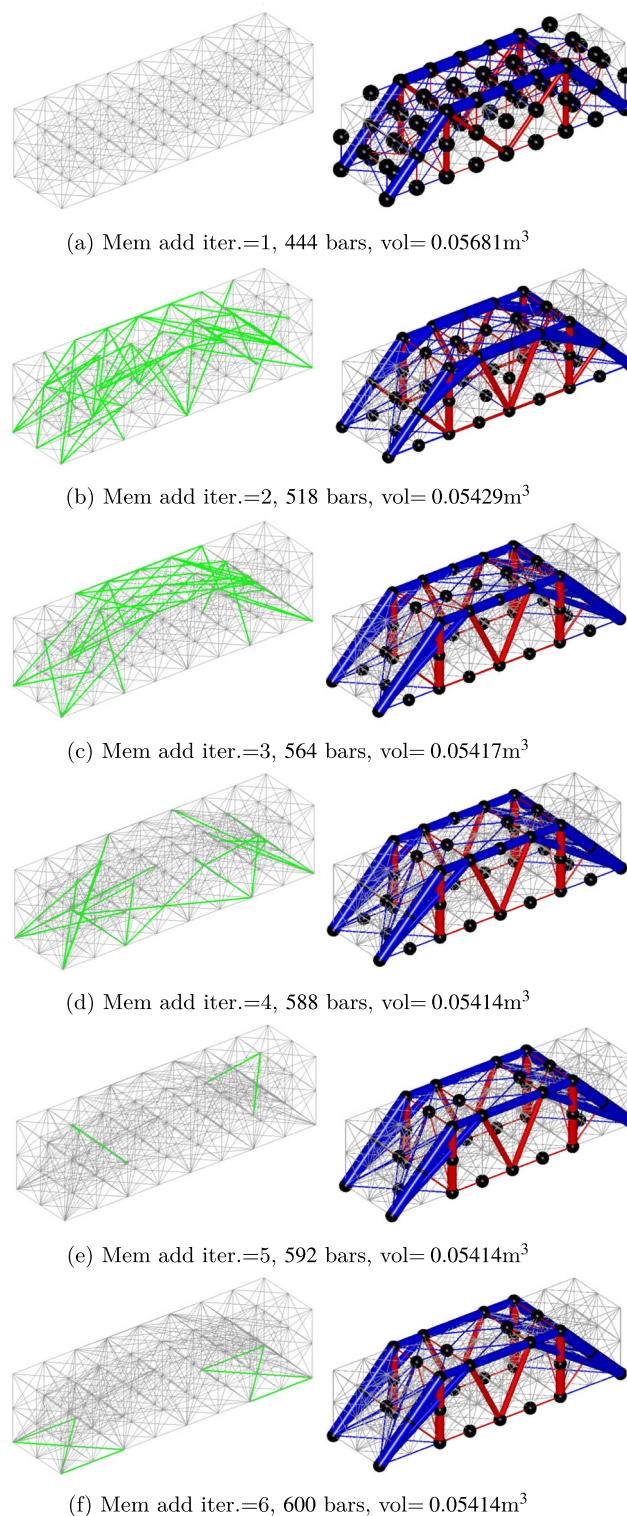 (a) Mem add iter.=1, 444 bars, vol= 0.05681m³
(b) Mem add iter.=2, 518 bars, vol= 0.05429m³
(c) Mem add iter.=3, 564 bars, vol= 0.05417m³
(d) Mem add iter.=4, 588 bars, vol= 0.05414m³
(e) Mem add iter.=5, 592 bars, vol= 0.05414m³
(f) Mem add iter.=6, 600 bars, vol= 0.05414m³